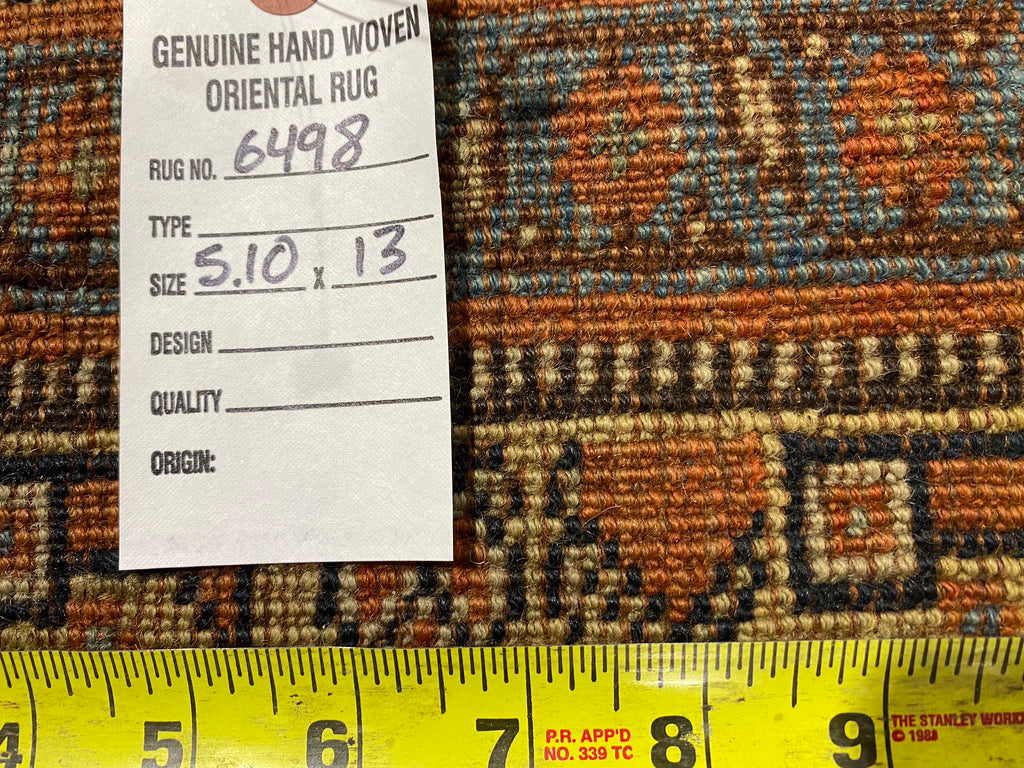 GENUINE HAND WOVEN
ORIENTAL RUG
RUG NO. 6498
TYPE
SIZE 5.10 X 13
DESIGN
QUALITY
ORIGIN:
4 5 6 7 8 9
P.R. APP'D
NO. 339 TC
THE STANLEY WORKS
© 1988